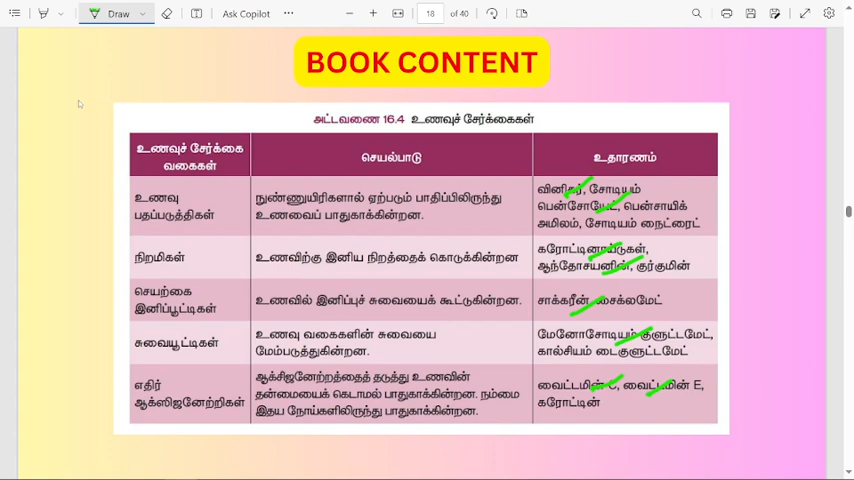 Draw
Ask Copilot
18 of 40
BOOK CONTENT
அட்டவணை 16.4 உணவுச் சேர்க்கைகள்
உணவுச் சேர்க்கை
வகைகள்
செயல்பாடு
உதாரணம்
உணவு
பதப்படுத்திகள்
நுண்ணுயிரிகளால் ஏற்படும் பாதிப்பிலிருந்து
உணவைப் பாதுகாக்கின்றன.
வினிகர், சோடியம்
பென்சோயேட், பென்சாயிக்
அமிலம், சோடியம் நைட்ரைட்
நிறமிகள்
உணவிற்கு இனிய நிறத்தைக் கொடுக்கின்றன
கரோட்டினாய்டுகள்,
ஆந்தோசயனின், குர்குமின்
செயற்கை
இனிப்பூட்டிகள்
உணவில் இனிப்புச் சுவையைக் கூட்டுகின்றன.
சாக்கரீன், சைக்லமேட்
சுவையூட்டிகள்
உணவு வகைகளின் சுவையை
மேம்படுத்துகின்றன.
மேனோசோடியம் குளுட்டமேட்,
கால்சியம் டைகுளுட்டமேட்
எதிர்
ஆக்ஸிஜனேற்றிகள்
ஆக்சிஜனேற்றத்தைத் தடுத்து உணவின்
தன்மையைக் கெடாமல் பாதுகாக்கின்றன. நம்மை
இதய நோய்களிலிருந்து பாதுகாக்கின்றன.
வைட்டமின் C, வைட்டமின் E,
கரோட்டின்